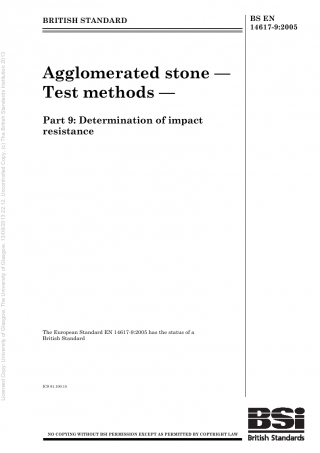 BRITISH STANDARD
BS EN
14617-9:2005
Agglomerated stone —
Test methods —
Part 9: Determination of impact
resistance
The European Standard EN 14617-9:2005 has the status of a
British Standard
NO COPYING WITHOUT BSI PERMISSION EXCEPT AS PERMITTED BY COPYRIGHT LAW
BSi
British Standards